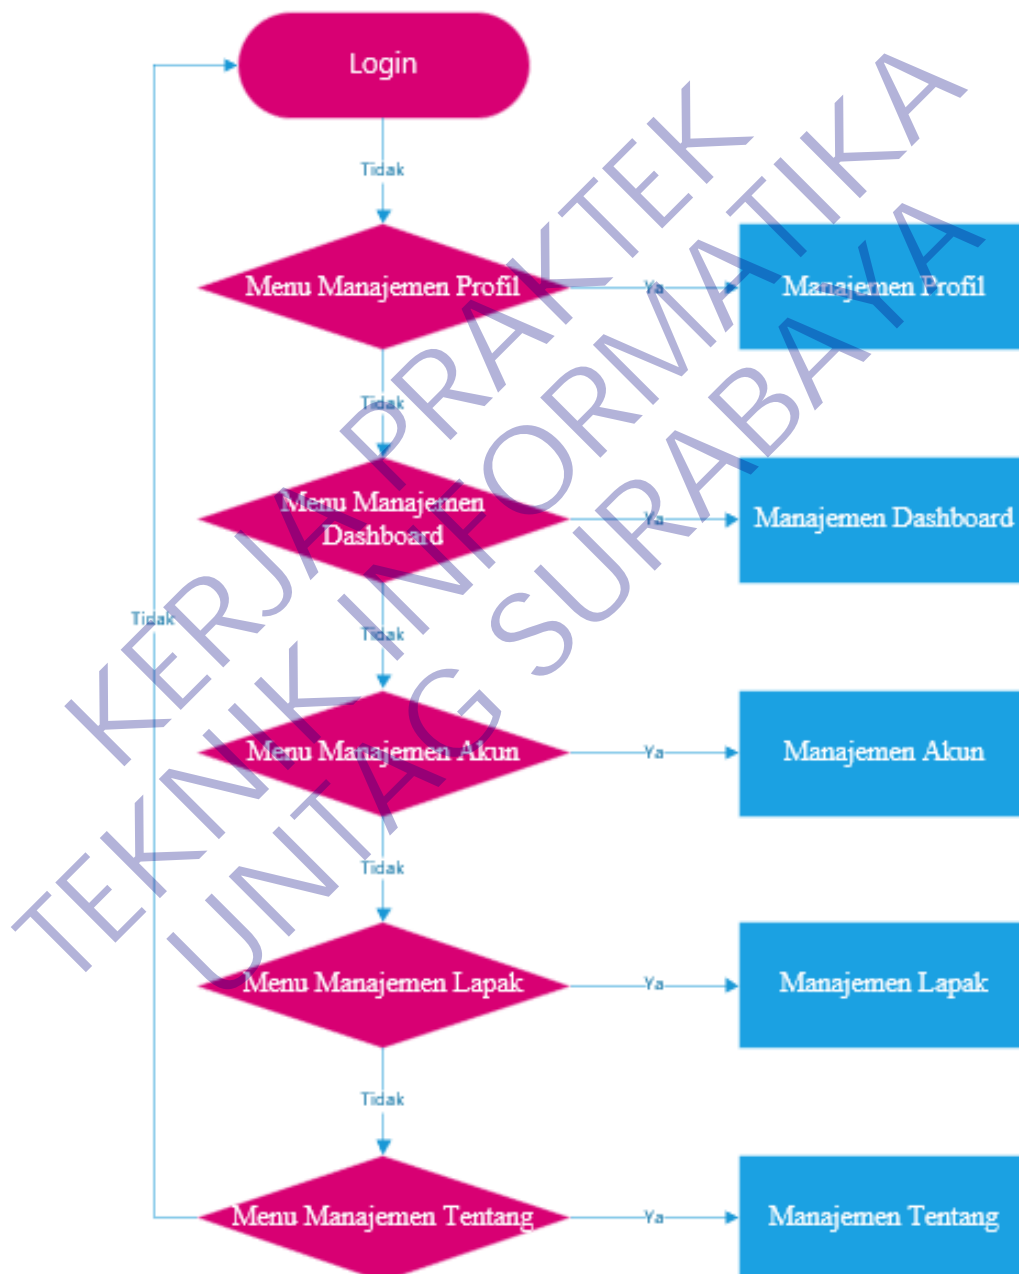 Login
Tidak
Menu Manajemen Profil
Ya
Manajemen Profil
Tidak
Menu Manajemen
Dashboard
Ya
Manajemen Dashboard
Tidak
Tidak
Menu Manajemen Akun
Ya
Manajemen Akun
Tidak
Menu Manajemen Lapak
Ya
Manajemen Lapak
Tidak
Menu Manajemen Tentang
Ya
Manajemen Tentang
KERJA PRAKTEK
TEKNIK INFORMATIKA
UNTAG SURABAYA